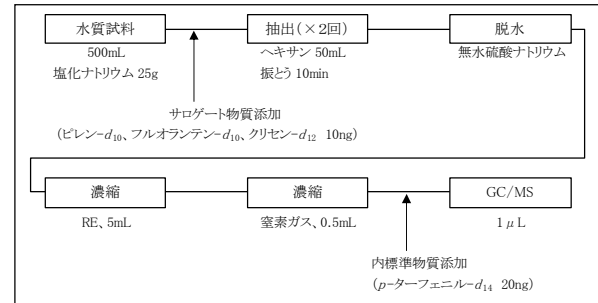 水質試料
抽出(×2回)
脱水
500mL
ヘキサン 50mL
無水硫酸ナトリウム
塩化ナトリウム 25g
振とう 10min
サロゲート物質添加
(ピレン-d10、フルオランテン-d10、クリセン-d12 10ng)
濃縮
濃縮
GC/MS
RE、5mL
窒素ガス、0.5mL
1μL
内標準物質添加
(p-ターフェニル-d14 20ng)